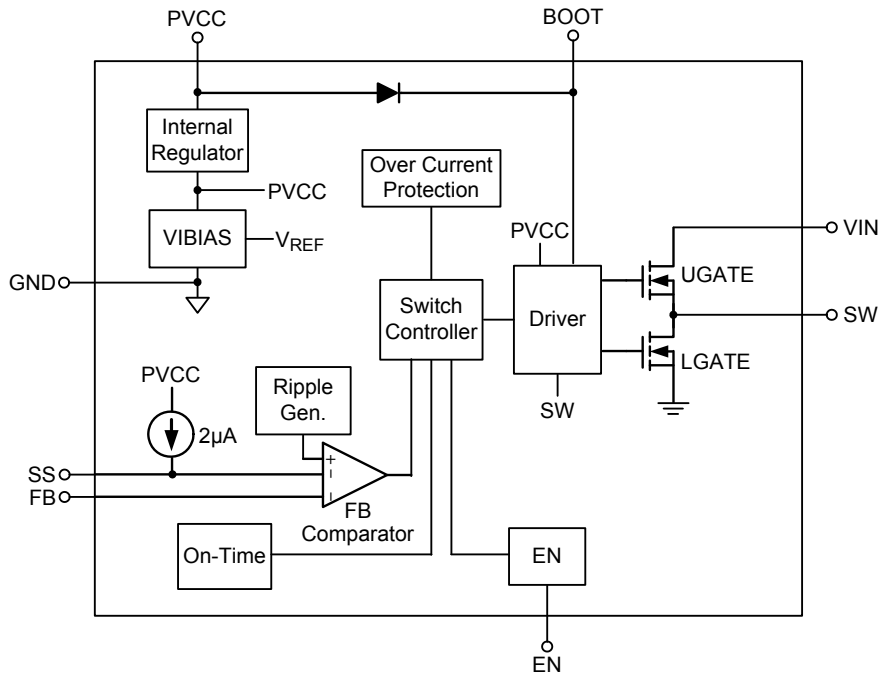 PVCC
BOOT
Internal
Regulator
Over Current
Protection
PVCC
VIBIAS
VREF
PVCC
VIN
UGATE
GND
Switch
Controller
Driver
SW
LGATE
PVCC
Ripple
Gen.
SW
2µA
SS
+
-
FB
-
FB
Comparator
On-Time
EN
EN